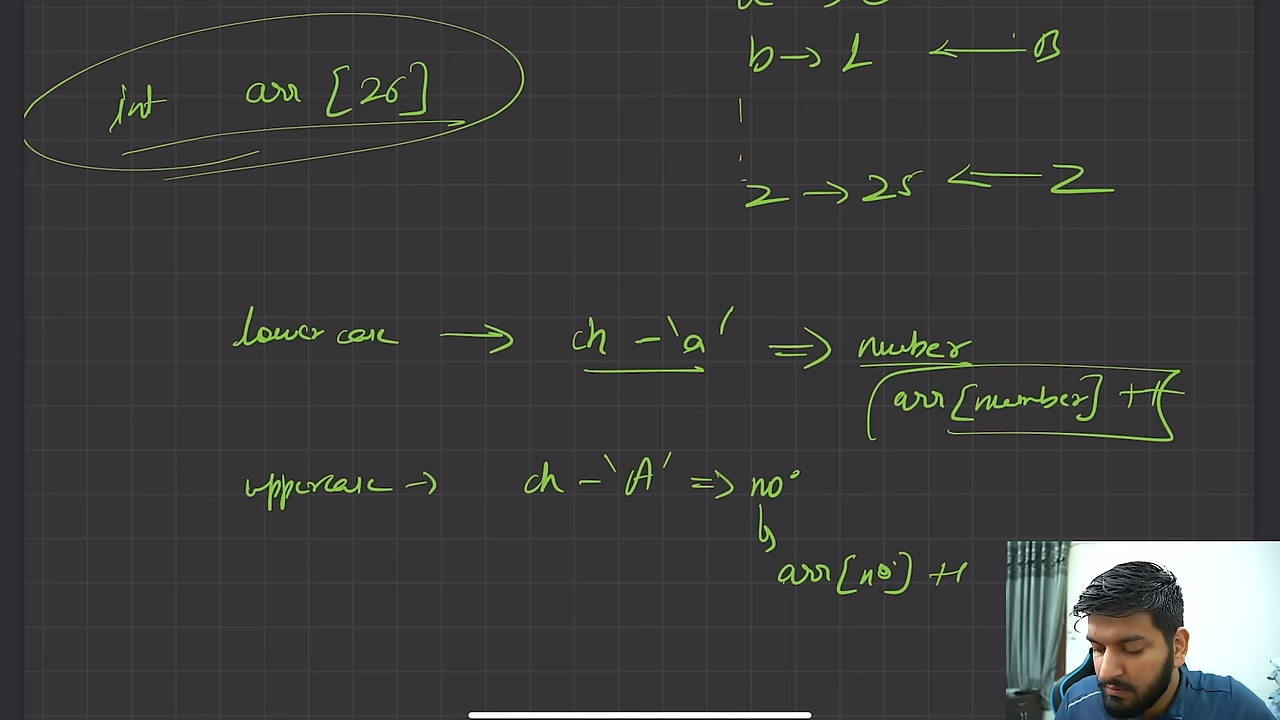 b → 1 ← B
int arr [26]
z → 25 ← Z
lower case → ch - 'a' => number
arr [number] ++
uppercase → ch - 'A' => no.
arr [no.] ++